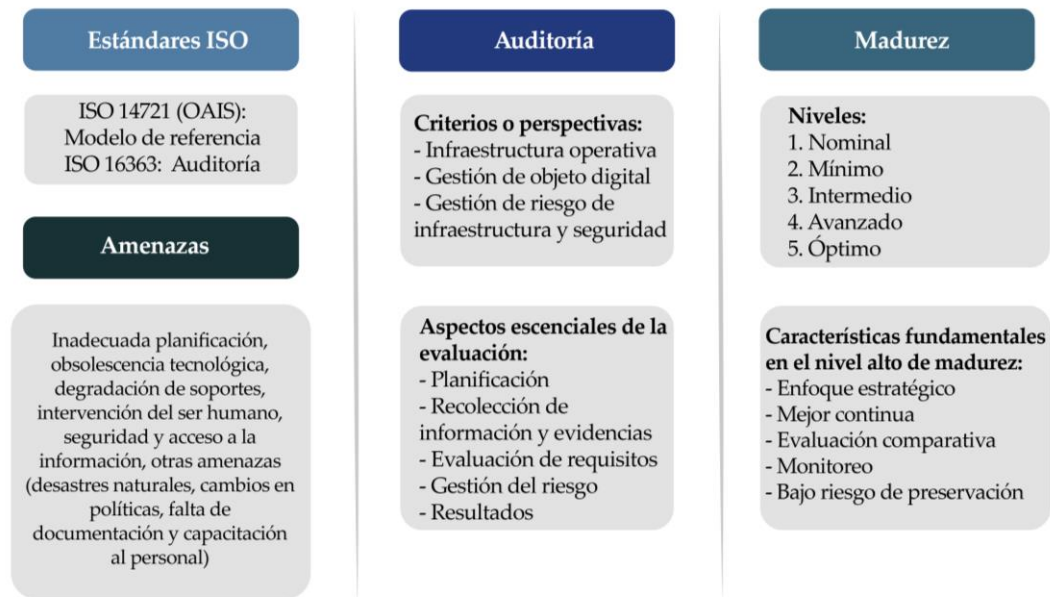 Estándares ISO
ISO 14721 (OAIS):
Modelo de referencia
ISO 16363: Auditoría
Amenazas
Inadecuada planificación,
obsolescencia tecnológica,
degradación de soportes,
intervención del ser humano,
seguridad y acceso a la
información, otras amenazas
(desastres naturales, cambios en
políticas, falta de
documentación y capacitación
al personal)
Auditoría
Criterios o perspectivas:
- Infraestructura operativa
- Gestión de objeto digital
- Gestión de riesgo de
infraestructura y seguridad
Aspectos escenciales de la
evaluación:
- Planificación
- Recolección de
información y evidencias
- Evaluación de requisitos
- Gestión del riesgo
- Resultados
Madurez
Niveles:
1. Nominal
2. Mínimo
3. Intermedio
4. Avanzado
5. Óptimo
Características fundamentales
en el nivel alto de madurez:
- Enfoque estratégico
- Mejor continua
- Evaluación comparativa
- Monitoreo
- Bajo riesgo de preservación